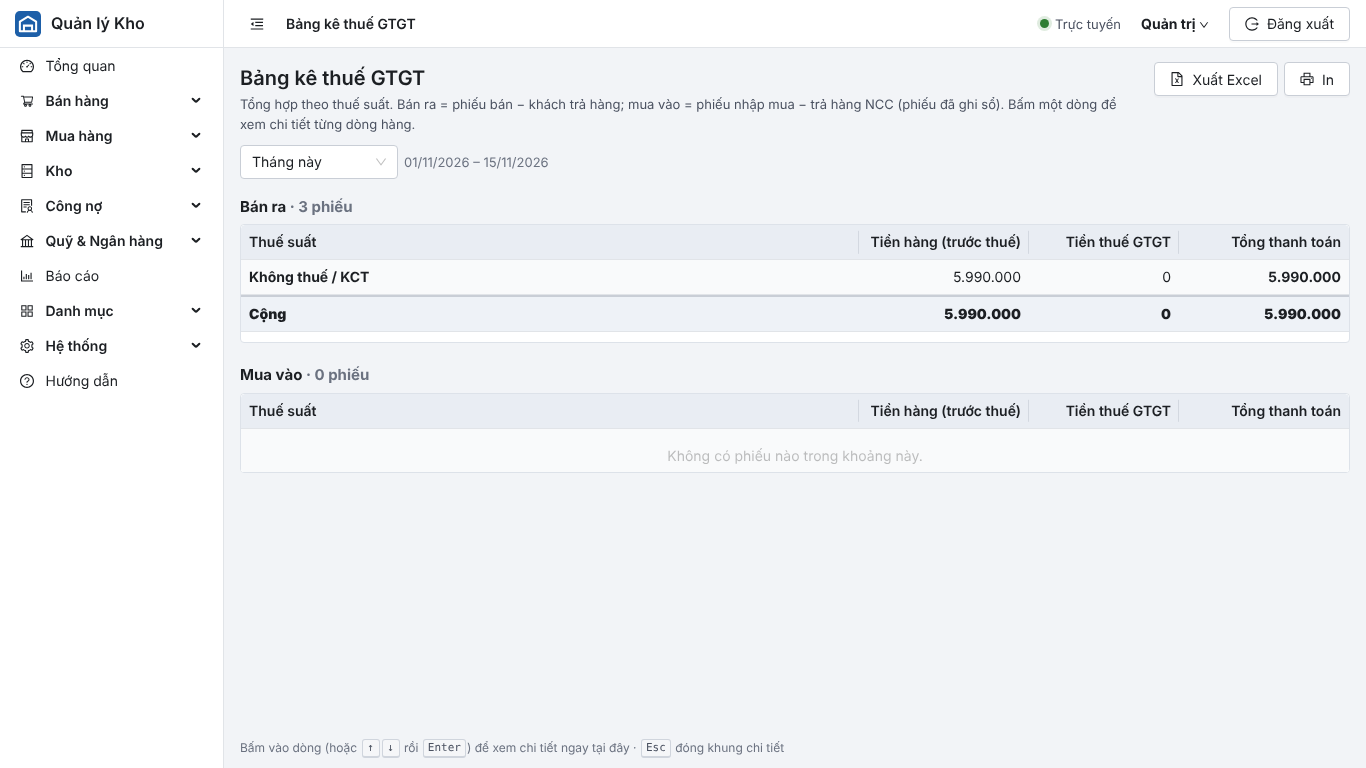 Quản lý Kho
Bảng kê thuế GTGT
Trực tuyến
Quản trị
Đăng xuất
Tổng quan
Bán hàng
Mua hàng
Kho
Công nợ
Quỹ & Ngân hàng
Báo cáo
Danh mục
Hệ thống
Hướng dẫn
Bảng kê thuế GTGT
Xuất Excel
In
Tổng hợp theo thuế suất. Bán ra = phiếu bán − khách trả hàng; mua vào = phiếu nhập mua − trả hàng NCC (phiếu đã ghi sổ). Bấm một dòng để
xem chi tiết từng dòng hàng.
Tháng này 01/11/2026 – 15/11/2026
Bán ra · 3 phiếu
Thuế suất Tiền hàng (trước thuế) Tiền thuế GTGT Tổng thanh toán
Không thuế / KCT 5.990.000 0 5.990.000
Cộng 5.990.000 0 5.990.000
Mua vào · 0 phiếu
Thuế suất Tiền hàng (trước thuế) Tiền thuế GTGT Tổng thanh toán
Không có phiếu nào trong khoảng này.
Bấm vào dòng (hoặc ↑ ↓ rồi Enter) để xem chi tiết ngay tại đây · Esc đóng khung chi tiết